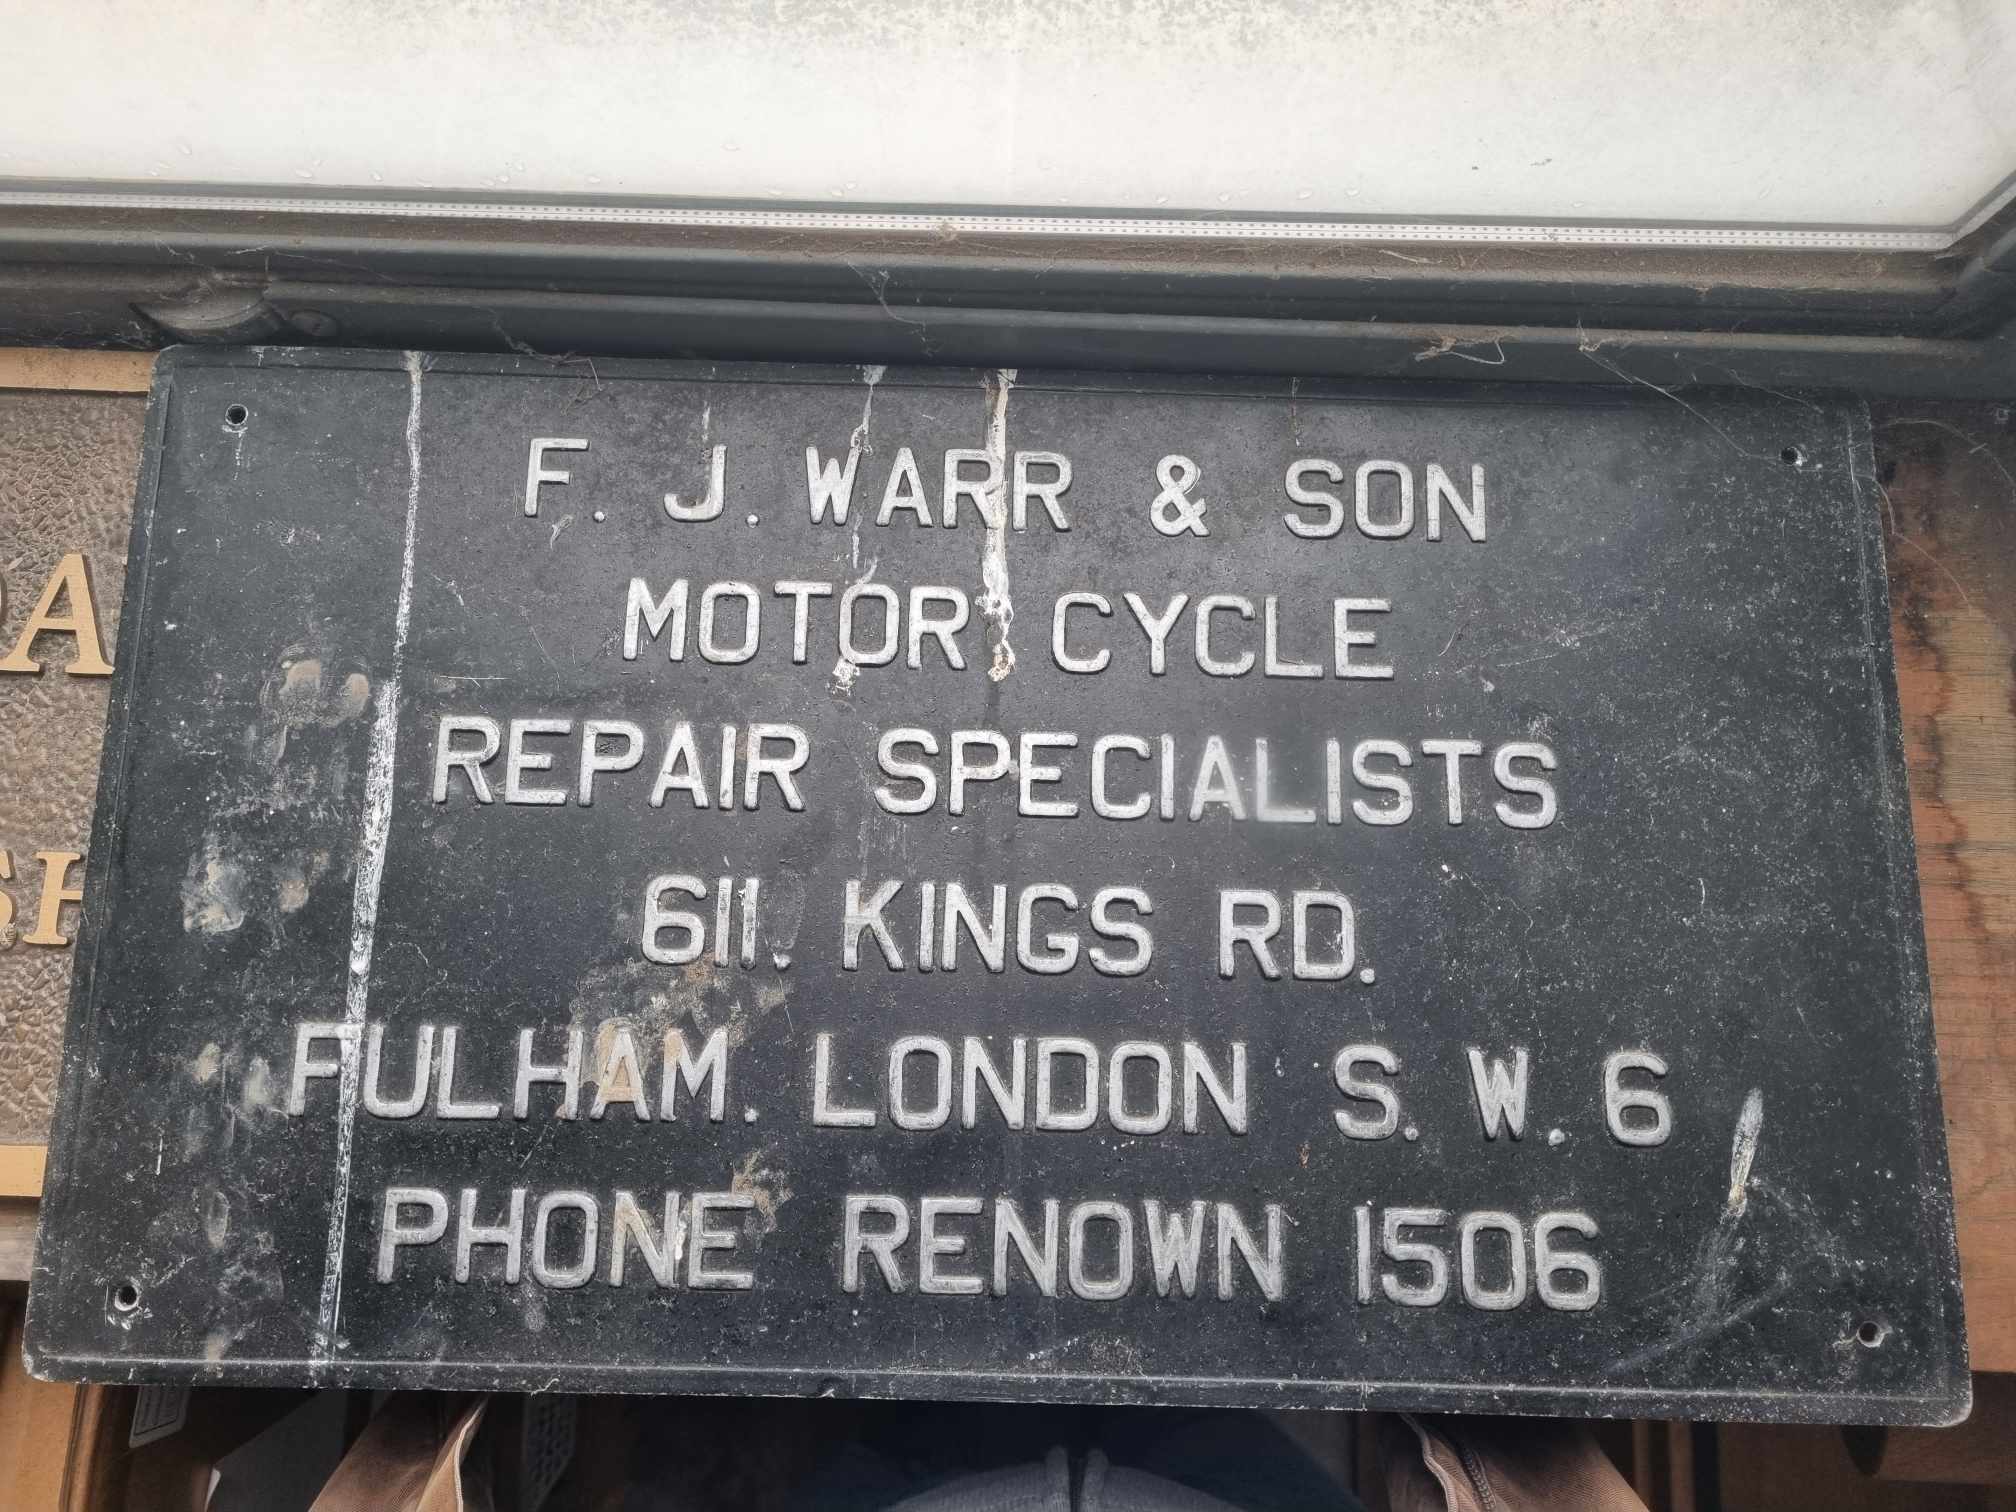 F. J. WARR & SON
MOTOR CYCLE
REPAIR SPECIALISTS
611. KINGS RD.
FULHAM. LONDON S. W. 6
PHONE RENOWN 1506